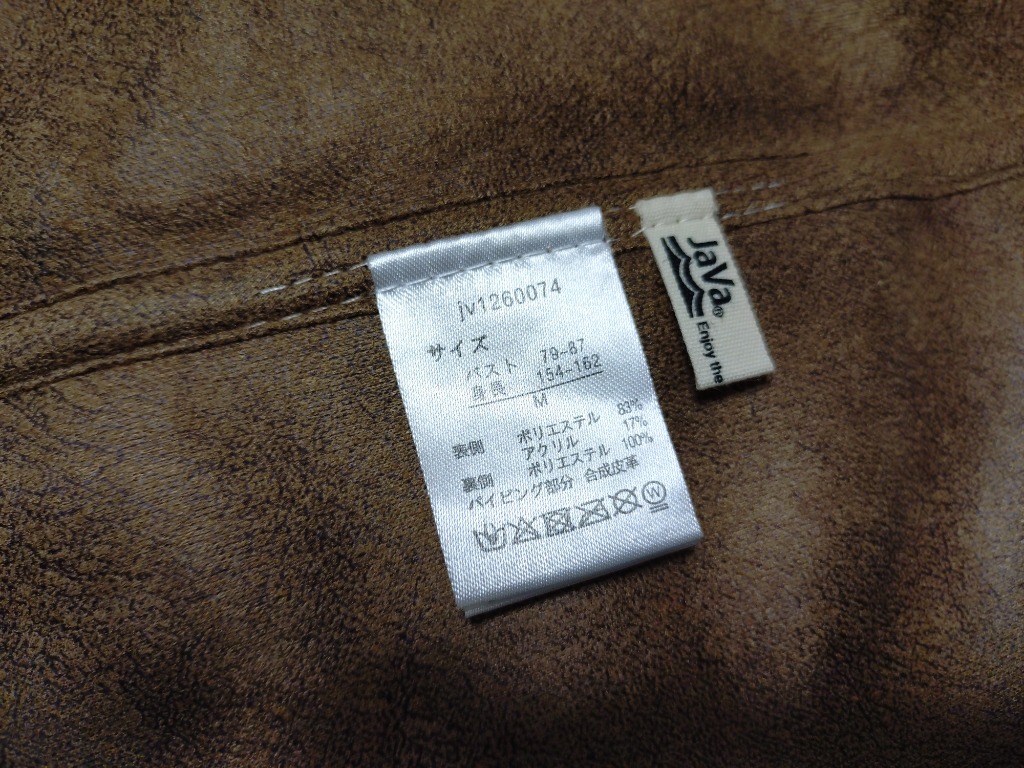 jv1260074
サイズ
バスト 79-87
身長 154-162
M
表側 ポリエステル 83%
アクリル 17%
裏側 ポリエステル 100%
パイピング部分 合成皮革
W
JaVa®
Enjoy the